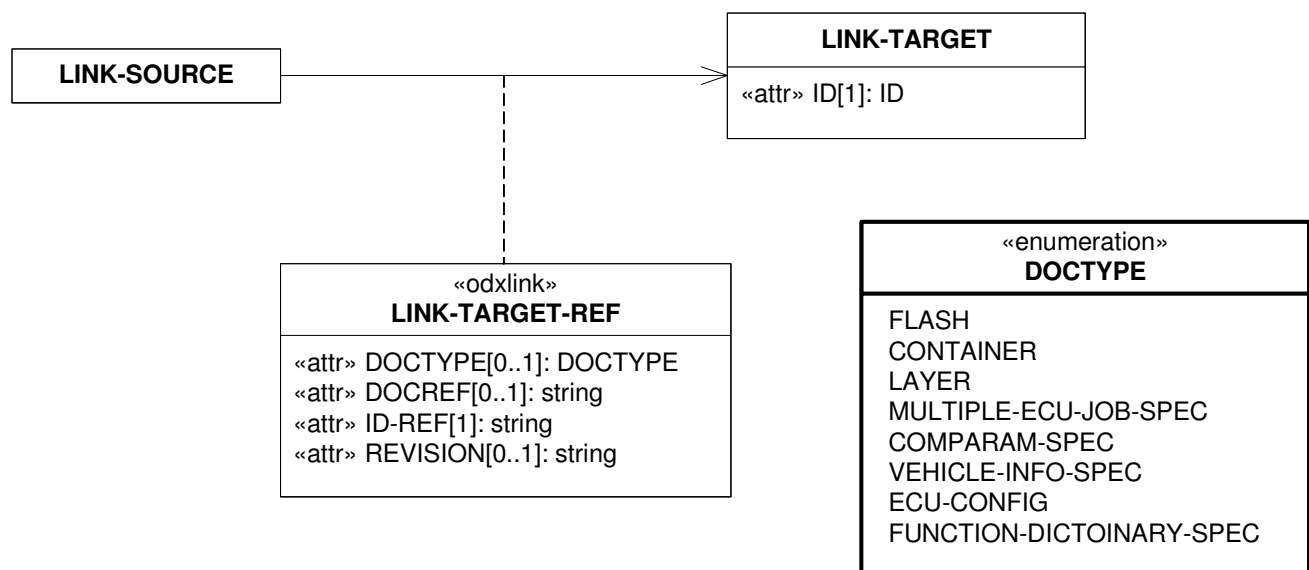 LINK-SOURCE
LINK-TARGET
«attr» ID[1]: ID
«odxlink»
LINK-TARGET-REF
«attr» DOCTYPE[0..1]: DOCTYPE
«attr» DOCREF[0..1]: string
«attr» ID-REF[1]: string
«attr» REVISION[0..1]: string
«enumeration»
DOCTYPE
FLASH
CONTAINER
LAYER
MULTIPLE-ECU-JOB-SPEC
COMPARAM-SPEC
VEHICLE-INFO-SPEC
ECU-CONFIG
FUNCTION-DICTOINARY-SPEC